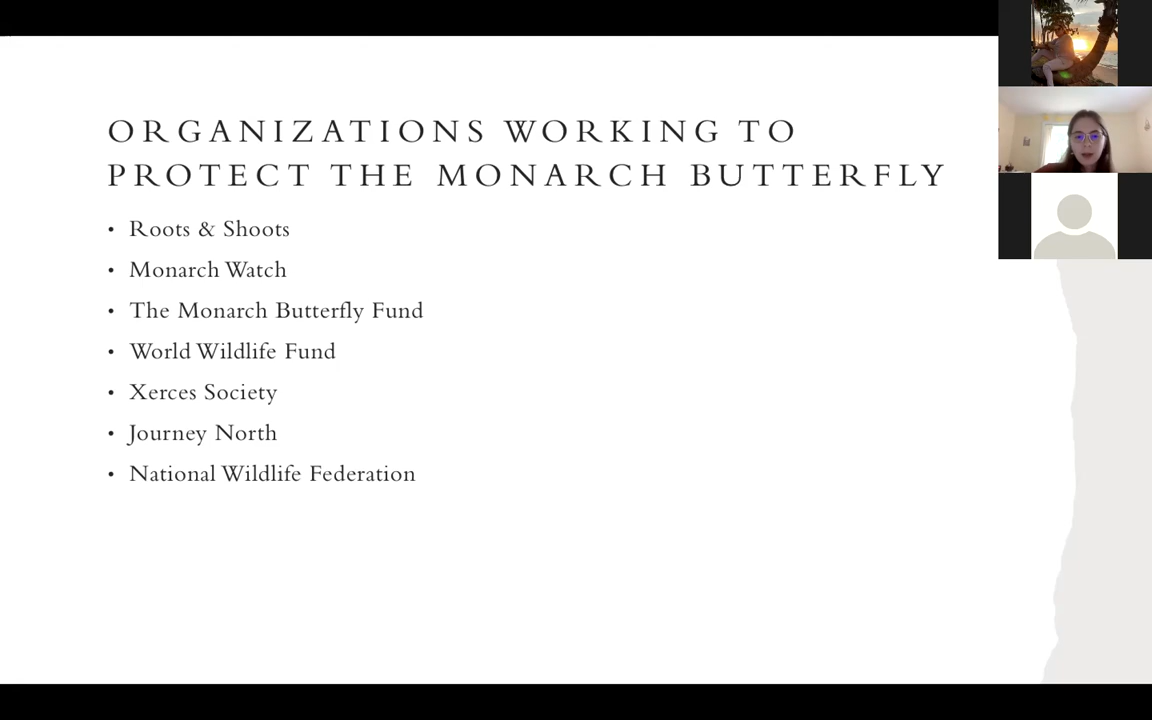 ORGANIZATIONS WORKING TO
PROTECT THE MONARCH BUTTERFLY
• Roots & Shoots
• Monarch Watch
• The Monarch Butterfly Fund
• World Wildlife Fund
• Xerces Society
• Journey North
• National Wildlife Federation